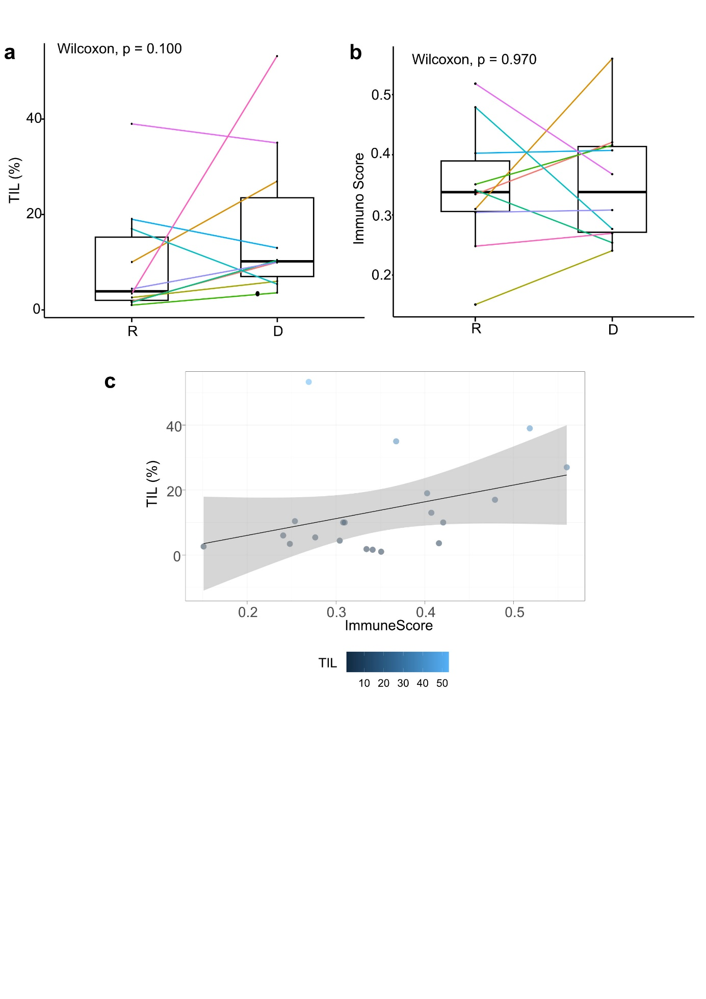 a
Wilcoxon, p = 0.100
TIL (%)
40
20
0
R D
b
Wilcoxon, p = 0.970
Immuno Score
0.5
0.4
0.3
0.2
R D
c
TIL (%)
40
20
0
0.2 0.3 0.4 0.5
ImmuneScore
TIL
10 20 30 40 50